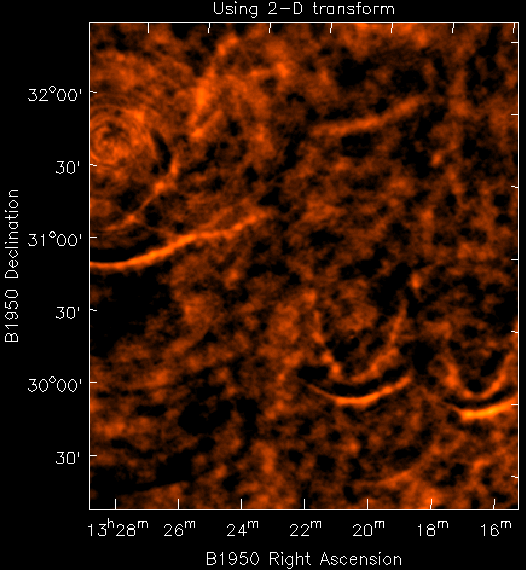 Using 2-D transform
32°00'
30'
31°00'
30'
30°00'
30'
B1950 Declination
13ʰ28ᵐ 26ᵐ 24ᵐ 22ᵐ 20ᵐ 18ᵐ 16ᵐ
B1950 Right Ascension